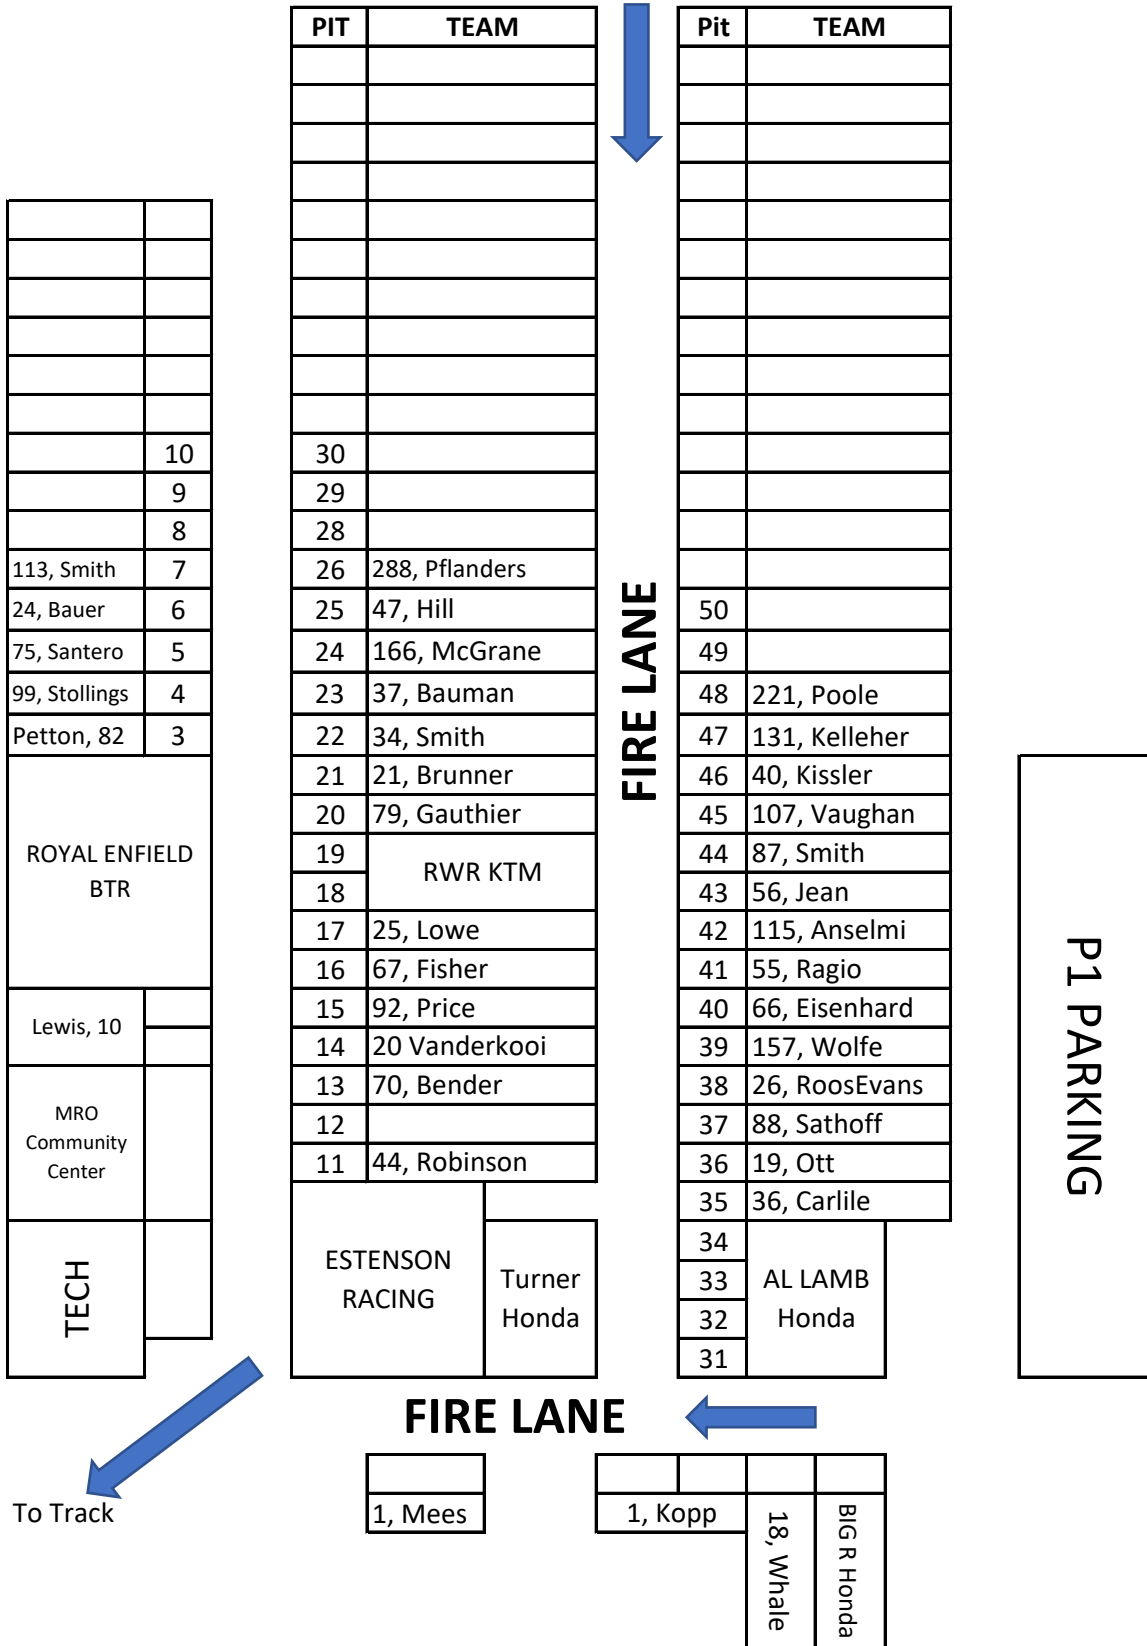 PIT TEAM
Pit TEAM
10
9
8
113, Smith 7
24, Bauer 6
75, Santero 5
99, Stollings 4
Petton, 82 3
ROYAL ENFIELD
BTR
Lewis, 10
MRO
Community
Center
TECH
30
29
28
26 288, Pflanders
25 47, Hill
24 166, McGrane
23 37, Bauman
22 34, Smith
21 21, Brunner
20 79, Gauthier
19
RWR KTM
18
17 25, Lowe
16 67, Fisher
15 92, Price
14 20 Vanderkooi
13 70, Bender
12
11 44, Robinson
ESTENSON
RACING
Turner
Honda
FIRE LANE
50
49
48 221, Poole
47 131, Kelleher
46 40, Kissler
45 107, Vaughan
44 87, Smith
43 56, Jean
42 115, Anselmi
41 55, Ragio
40 66, Eisenhard
39 157, Wolfe
38 26, RoosEvans
37 88, Sathoff
36 19, Ott
35 36, Carlile
34
33
32
31
AL LAMB
Honda
P1 PARKING
FIRE LANE
To Track
1, Mees
1, Kopp
18, Whale
BIG R Honda